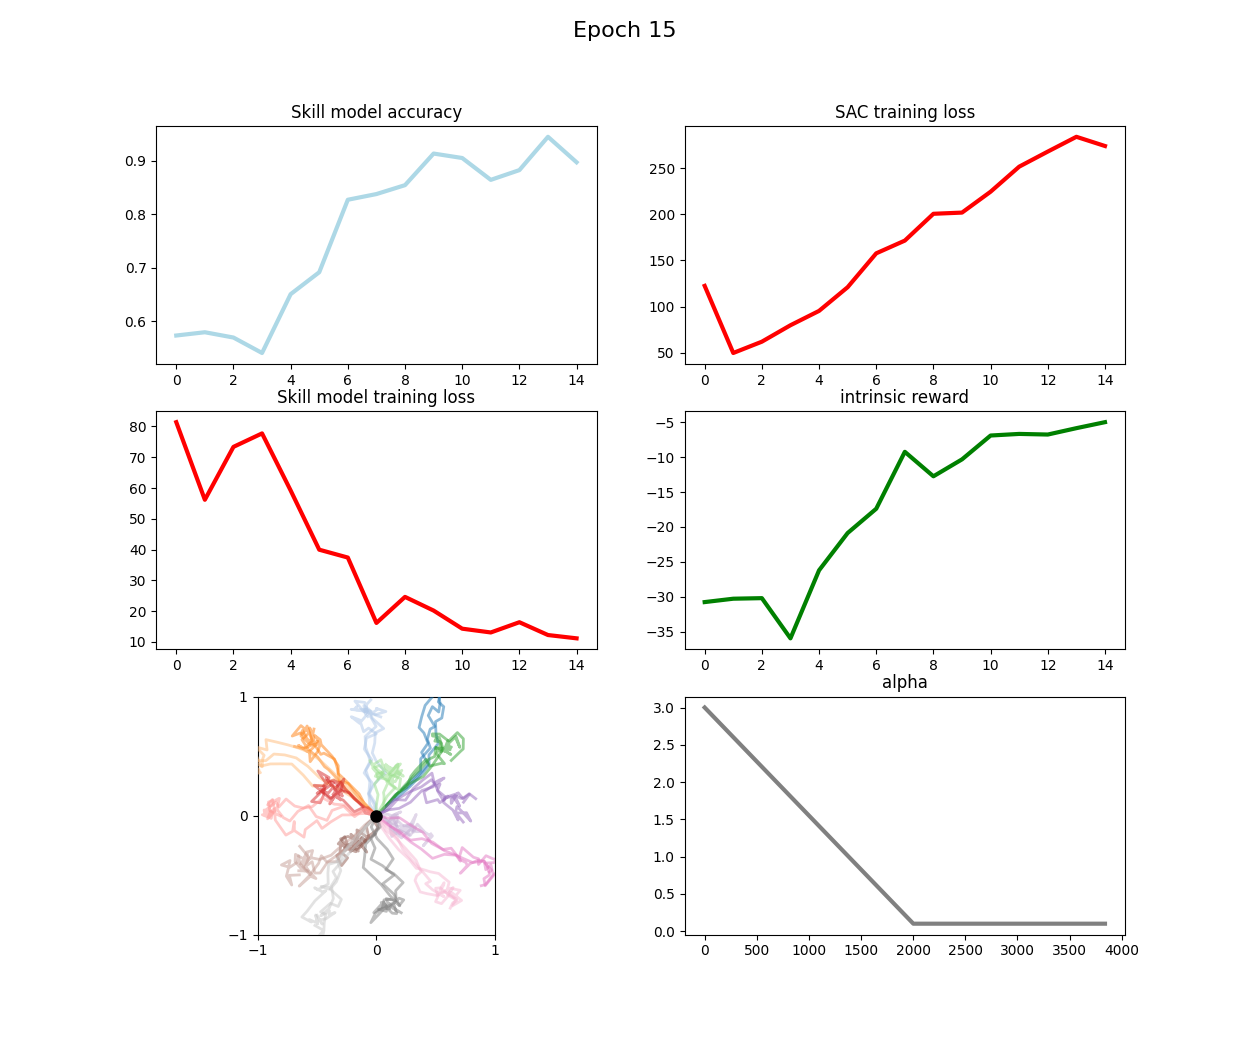 Epoch 15
Skill model accuracy
0.9
0.8
0.7
0.6
0 2 4 6 8 10 12 14
SAC training loss
250
200
150
100
50
0 2 4 6 8 10 12 14
Skill model training loss
80
70
60
50
40
30
20
10
0 2 4 6 8 10 12 14
intrinsic reward
−5
−10
−15
−20
−25
−30
−35
0 2 4 6 8 10 12 14
1
0
−1
−1 0 1
alpha
3.0
2.5
2.0
1.5
1.0
0.5
0.0
0 500 1000 1500 2000 2500 3000 3500 4000